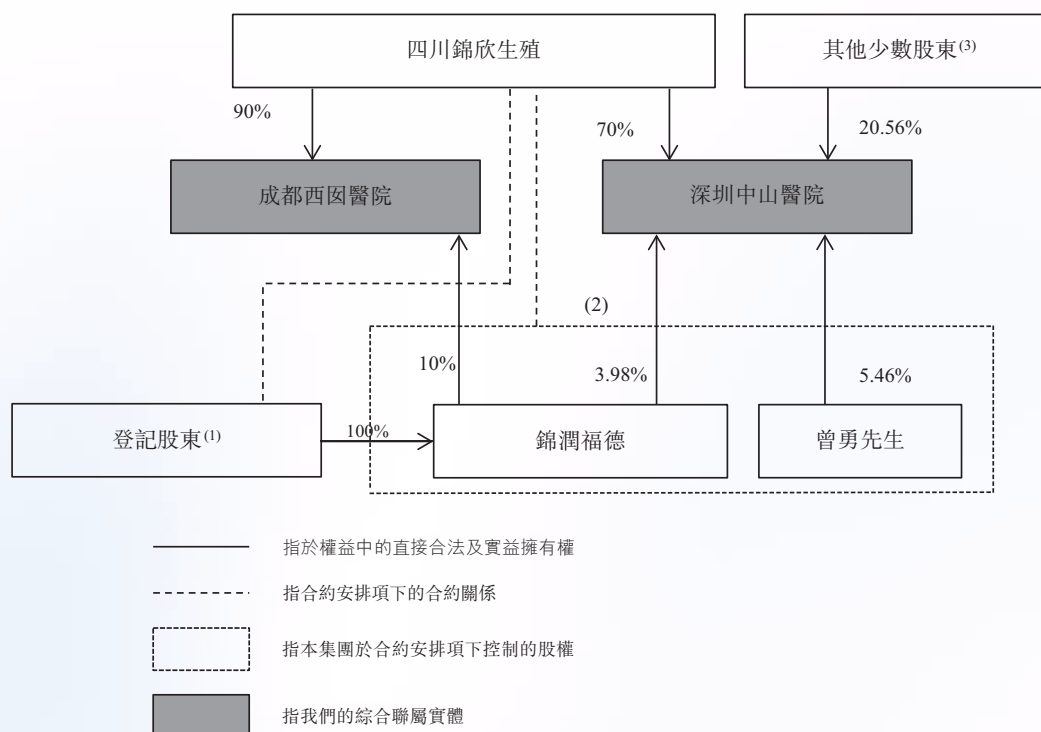 四川錦欣生殖
其他少數股東(3)
90%
70%
20.56%
成都西囡醫院
深圳中山醫院
(2)
10%
3.98%
5.46%
登記股東(1)
100%
錦潤福德
曾勇先生
指於權益中的直接合法及實益擁有權
指合約安排項下的合約關係
指本集團於合約安排項下控制的股權
指我們的綜合聯屬實體